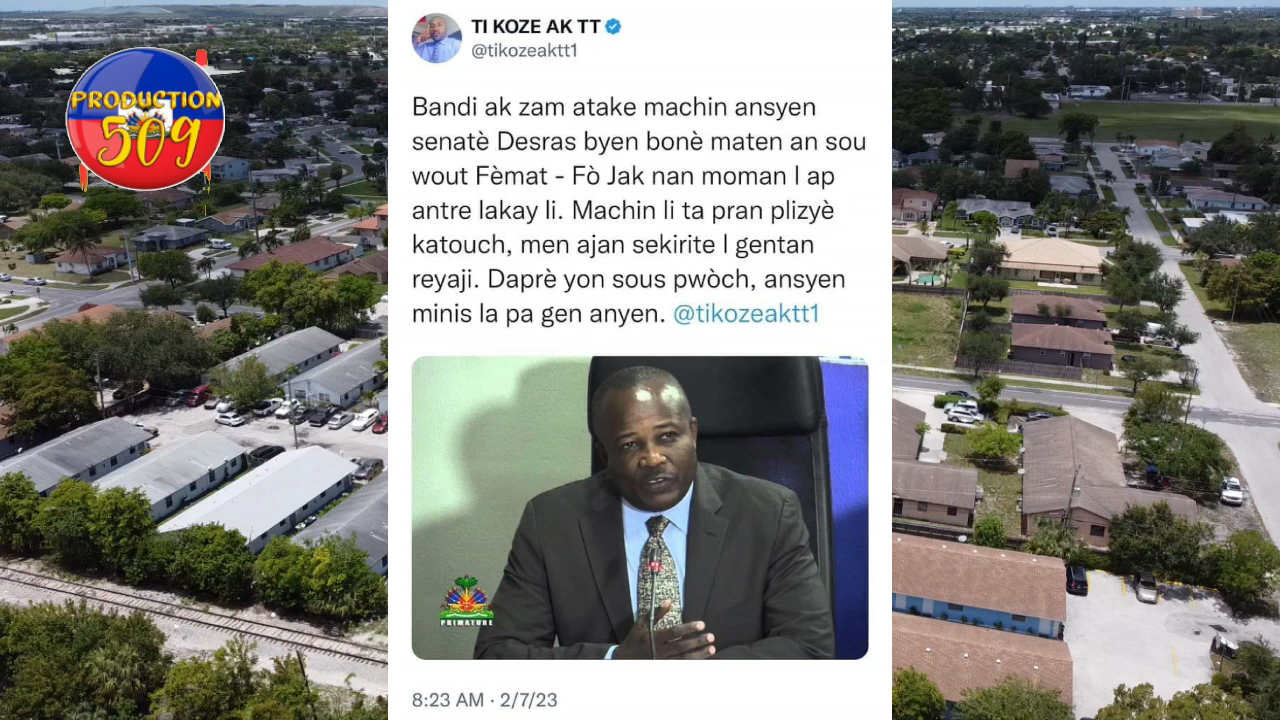 PRODUCTION
509
TI KOZE AK TT
@tikozeaktt1
Bandi ak zam atake machin ansyen
senatè Desras byen bonè maten an sou
wout Fèmat - Fò Jak nan moman l ap
antre lakay li. Machin li ta pran plizyè
katouch, men ajan sekirite l gentan
reyaji. Daprè yon sous pwòch, ansyen
minis la pa gen anyen. @tikozeaktt1
PRIMATURE
8:23 AM · 2/7/23